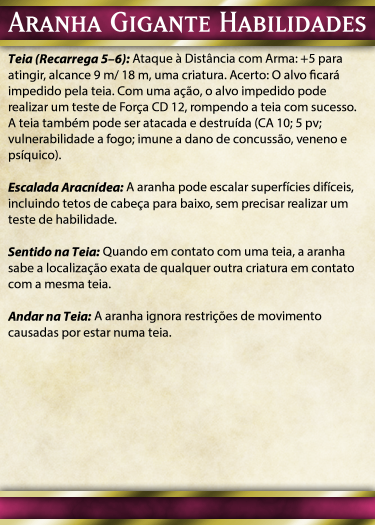 Aranha Gigante Habilidades
Teia (Recarrega 5–6): Ataque à Distância com Arma: +5 para
atingir, alcance 9 m/ 18 m, uma criatura. Acerto: O alvo ficará
impedido pela teia. Com uma ação, o alvo impedido pode
realizar um teste de Força CD 12, rompendo a teia com sucesso.
A teia também pode ser atacada e destruída (CA 10; 5 pv;
vulnerabilidade a fogo; imune a dano de concussão, veneno e
psíquico).
Escalada Aracnídea: A aranha pode escalar superfícies difíceis,
incluindo tetos de cabeça para baixo, sem precisar realizar um
teste de habilidade.
Sentido na Teia: Quando em contato com uma teia, a aranha
sabe a localização exata de qualquer outra criatura em contato
com a mesma teia.
Andar na Teia: A aranha ignora restrições de movimento
causadas por estar numa teia.